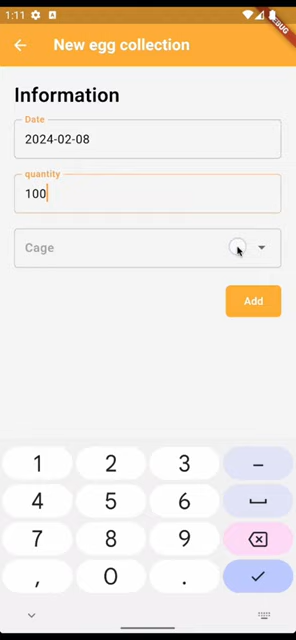 1:11
DEBUG
New egg collection
Information
Date
2024-02-08
quantity
100
Cage
Add
1 2 3 –
4 5 6
7 8 9
, 0 .